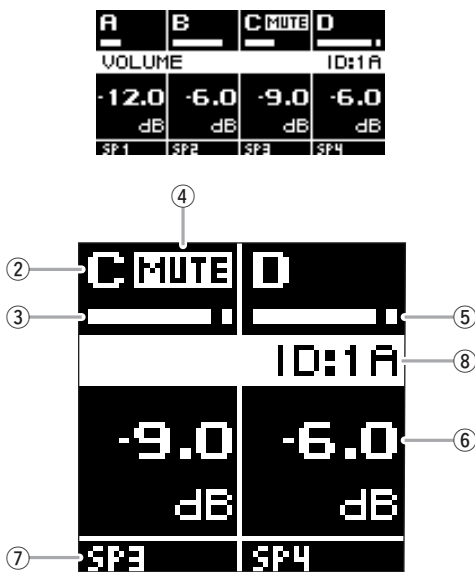 A B C MUTE D
VOLUME ID:1A
-12.0 -6.0 -9.0 -6.0
dB dB dB dB
SP1 SP2 SP3 SP4
④
② C MUTE D
③ ⑤
ID:1A ⑧
-9.0 -6.0 ⑥
dB dB
⑦ SP3 SP4